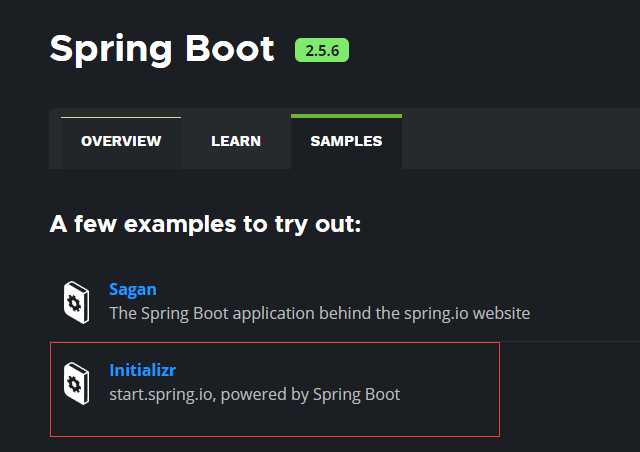 Spring Boot 2.5.6
OVERVIEW LEARN SAMPLES
A few examples to try out:
Sagan
The Spring Boot application behind the spring.io website
Initializr
start.spring.io, powered by Spring Boot